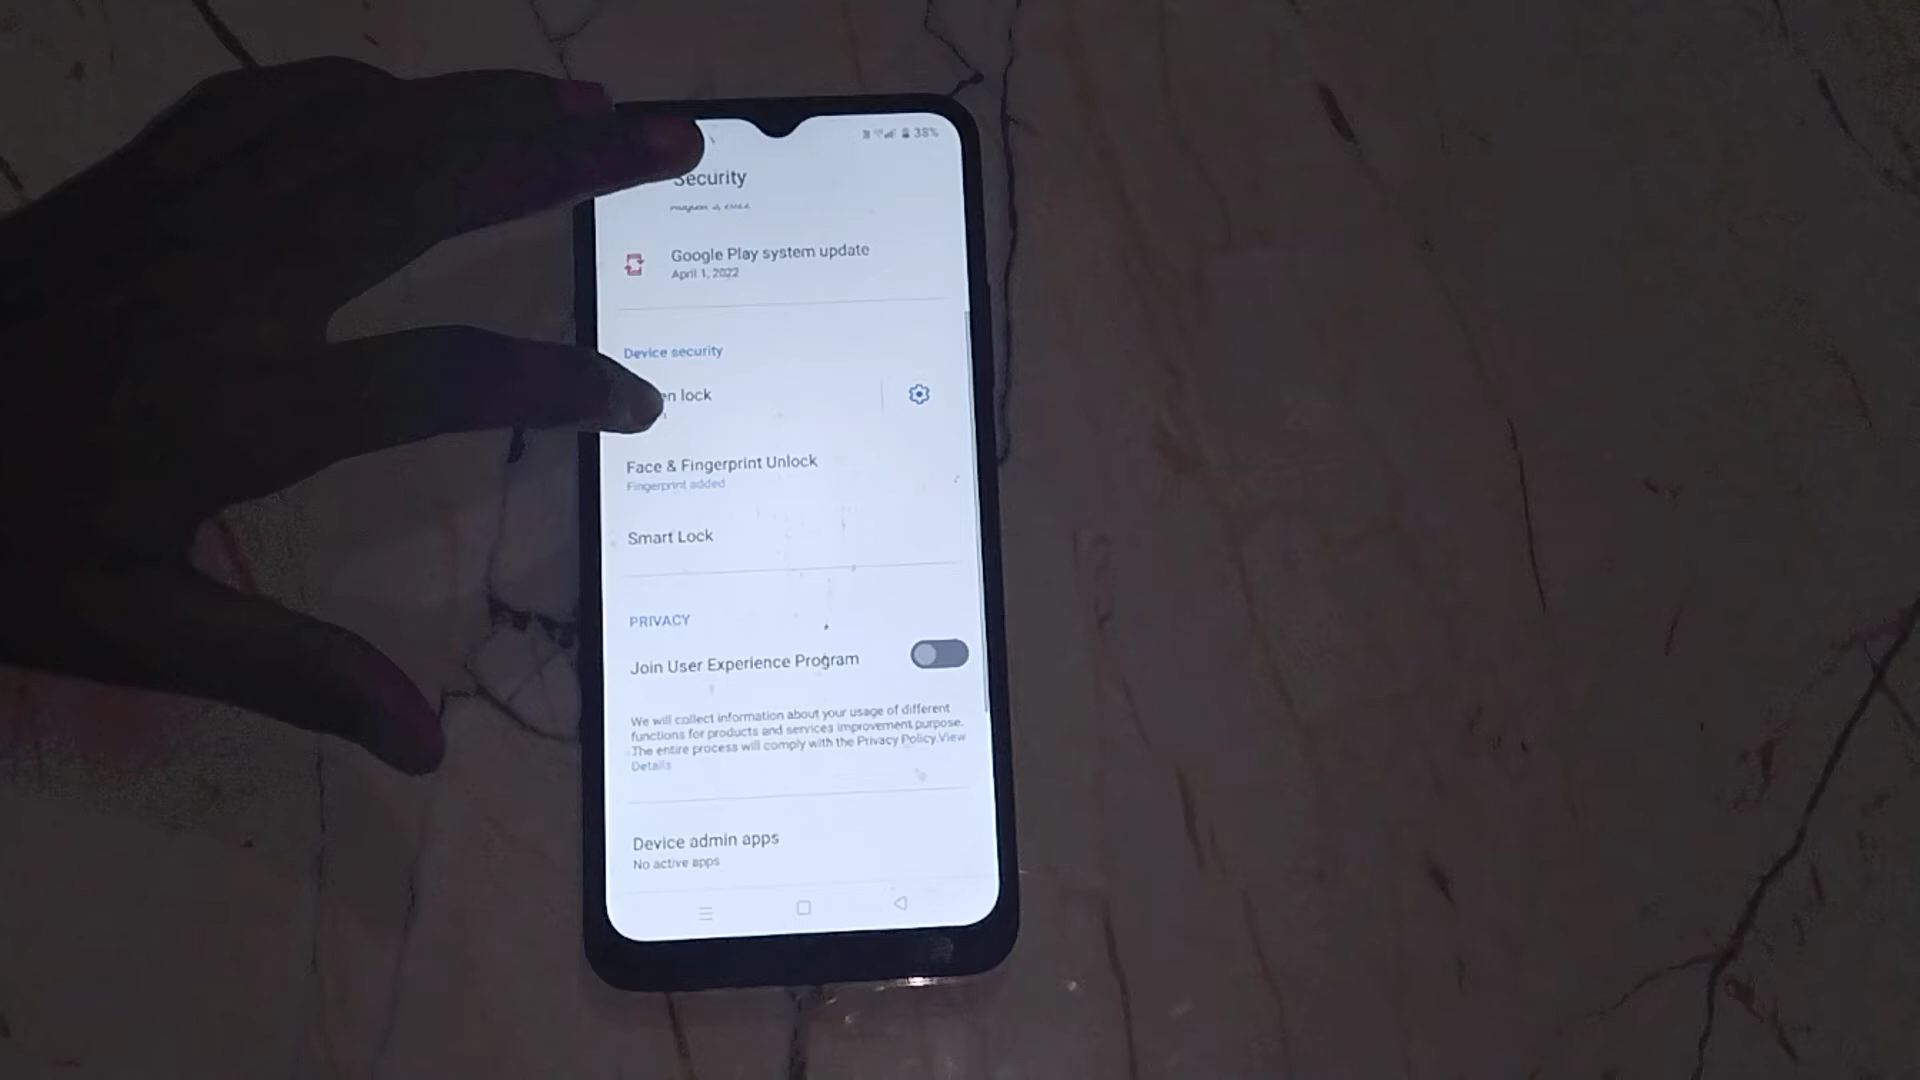 38%
Security
Google Play system update
April 1, 2022
Device security
en lock
Face & Fingerprint Unlock
Fingerprint added
Smart Lock
PRIVACY
Join User Experience Program
We will collect information about your usage of different
functions for products and services improvement purpose.
The entire process will comply with the Privacy Policy.View
Details
Device admin apps
No active apps